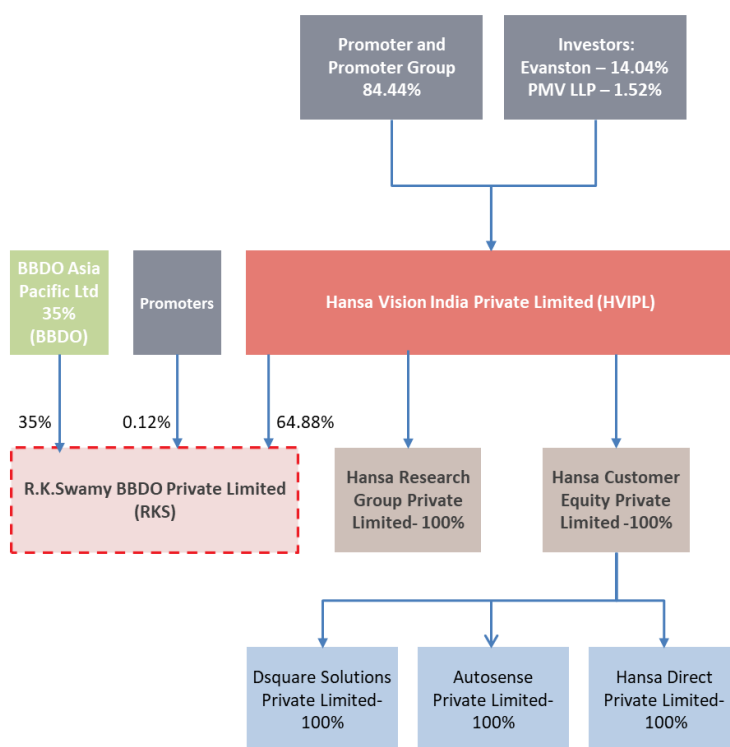 Promoter and
Promoter Group
84.44%
Investors:
Evanston – 14.04%
PMV LLP – 1.52%
BBDO Asia
Pacific Ltd
35%
(BBDO)
Promoters
Hansa Vision India Private Limited (HVIPL)
35%
0.12%
64.88%
R.K.Swamy BBDO Private Limited
(RKS)
Hansa Research
Group Private
Limited- 100%
Hansa Customer
Equity Private
Limited -100%
Dsquare Solutions
Private Limited-
100%
Autosense
Private Limited-
100%
Hansa Direct
Private Limited-
100%